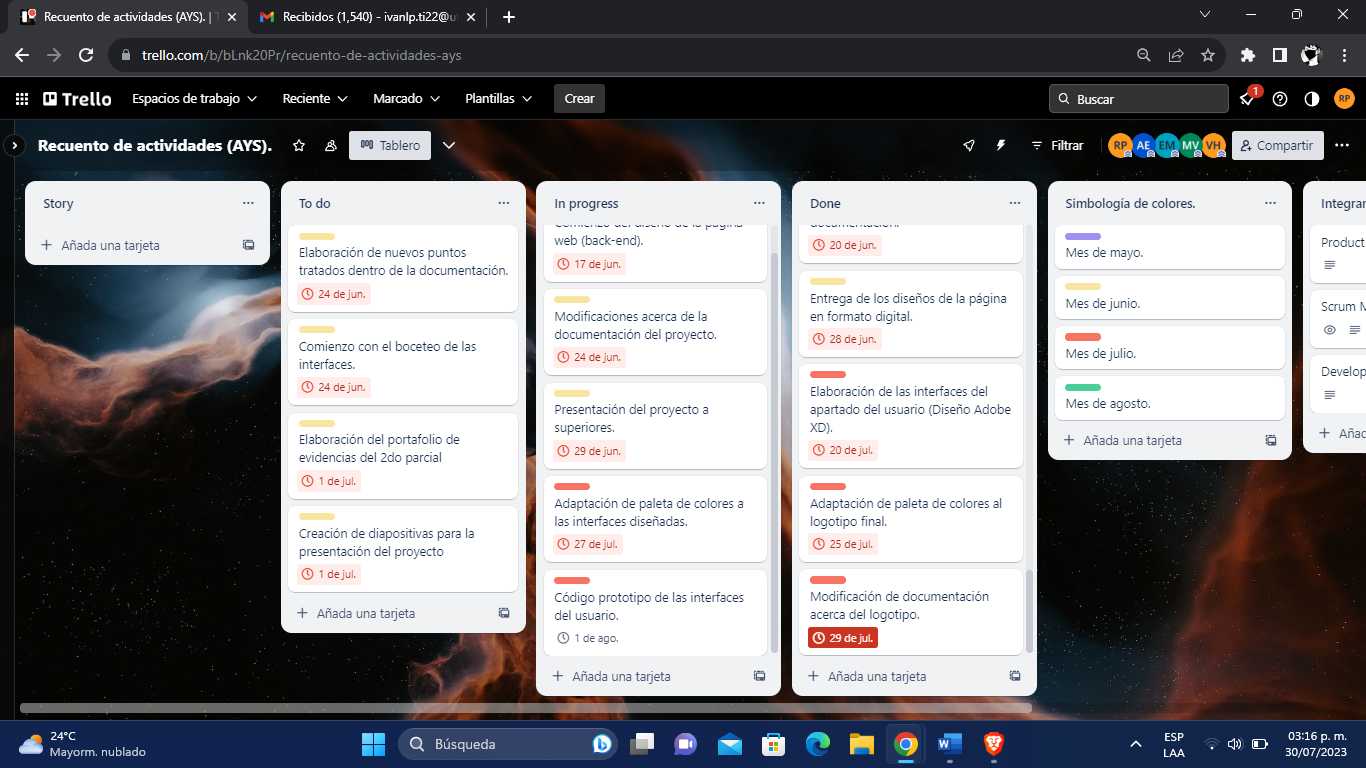 Recuento de actividades (AYS). | T
Recibidos (1,540) - ivanlp.ti22@u
trello.com/b/bLnk20Pr/recuento-de-actividades-ays
Trello
Espacios de trabajo
Reciente
Marcado
Plantillas
Crear
Buscar
1
RP
Recuento de actividades (AYS).
Tablero
Filtrar
RP
AE
EM
MV
VH
Compartir
Story
Añada una tarjeta
To do
Elaboración de nuevos puntos
tratados dentro de la documentación.
24 de jun.
Comienzo con el boceteo de las
interfaces.
24 de jun.
Elaboración del portafolio de
evidencias del 2do parcial
1 de jul.
Creación de diapositivas para la
presentación del proyecto
1 de jul.
Añada una tarjeta
In progress
Comienzo del diseño de la página
web (back-end).
17 de jun.
Modificaciones acerca de la
documentación del proyecto.
24 de jun.
Presentación del proyecto a
superiores.
29 de jun.
Adaptación de paleta de colores a
las interfaces diseñadas.
27 de jul.
Código prototipo de las interfaces
del usuario.
1 de ago.
Añada una tarjeta
Done
documentación.
20 de jun.
Entrega de los diseños de la página
en formato digital.
28 de jun.
Elaboración de las interfaces del
apartado del usuario (Diseño Adobe
XD).
20 de jul.
Adaptación de paleta de colores al
logotipo final.
25 de jul.
Modificación de documentación
acerca del logotipo.
29 de jul.
Añada una tarjeta
Simbología de colores.
Mes de mayo.
Mes de junio.
Mes de julio.
Mes de agosto.
Añada una tarjeta
Integrar
Product
Scrum M
Develop
Añad
24°C
Mayorm. nublado
Búsqueda
ESP
LAA
03:16 p. m.
30/07/2023